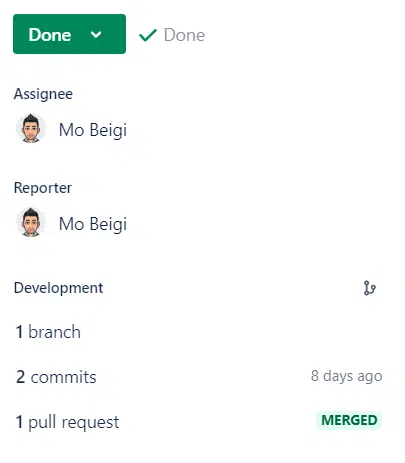 Done Done
Assignee
Mo Beigi
Reporter
Mo Beigi
Development
1 branch
2 commits 8 days ago
1 pull request MERGED